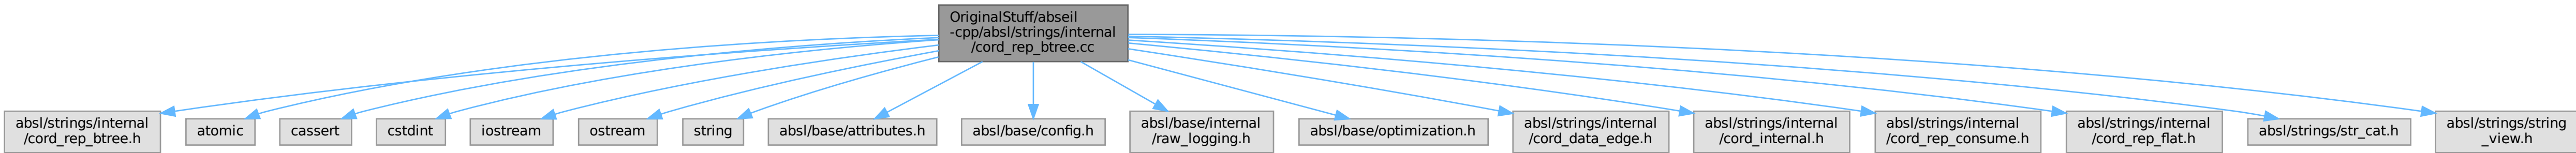 OriginalStuff/abseil
-cpp/absl/strings/internal
/cord_rep_btree.cc
absl/strings/internal
/cord_rep_btree.h
atomic
cassert
cstdint
iostream
ostream
string
absl/base/attributes.h
absl/base/config.h
absl/base/internal
/raw_logging.h
absl/base/optimization.h
absl/strings/internal
/cord_data_edge.h
absl/strings/internal
/cord_internal.h
absl/strings/internal
/cord_rep_consume.h
absl/strings/internal
/cord_rep_flat.h
absl/strings/str_cat.h
absl/strings/string
_view.h